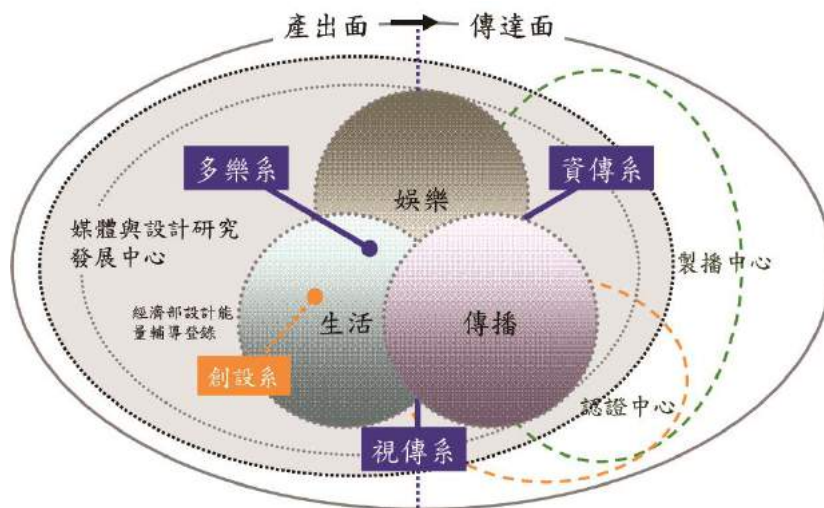 產出面 傳達面
多樂系
資傳系
娛樂
媒體與設計研究
發展中心
製播中心
經濟部設計能
量輔導登錄
生活
傳播
創設系
認證中心
視傳系